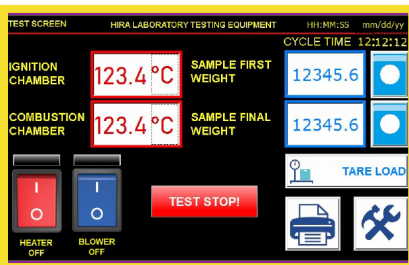 TEST SCREEN HIRA LABORATORY TESTING EQUIPMENT HH:MM:SS mm/dd/yy
CYCLE TIME 12:12:12
IGNITION CHAMBER 123.4 °C SAMPLE FIRST WEIGHT 12345.6
COMBUSTION CHAMBER 123.4 °C SAMPLE FINAL WEIGHT 12345.6
TARE LOAD
TEST STOP!
HEATER OFF
BLOWER OFF